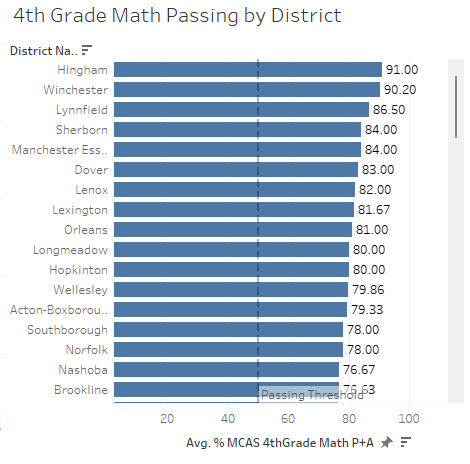 4th Grade Math Passing by District
District Na..
Hingham 91.00
Winchester 90.20
Lynnfield 86.50
Sherborn 84.00
Manchester Ess.. 84.00
Dover 83.00
Lenox 82.00
Lexington 81.67
Orleans 81.00
Longmeadow 80.00
Hopkinton 80.00
Wellesley 79.86
Acton-Boxborou.. 79.33
Southborough 78.00
Norfolk 78.00
Nashoba 76.67
Brookline 75.63
Passing Threshold
20 40 60 80 100
Avg. % MCAS 4thGrade Math P+A